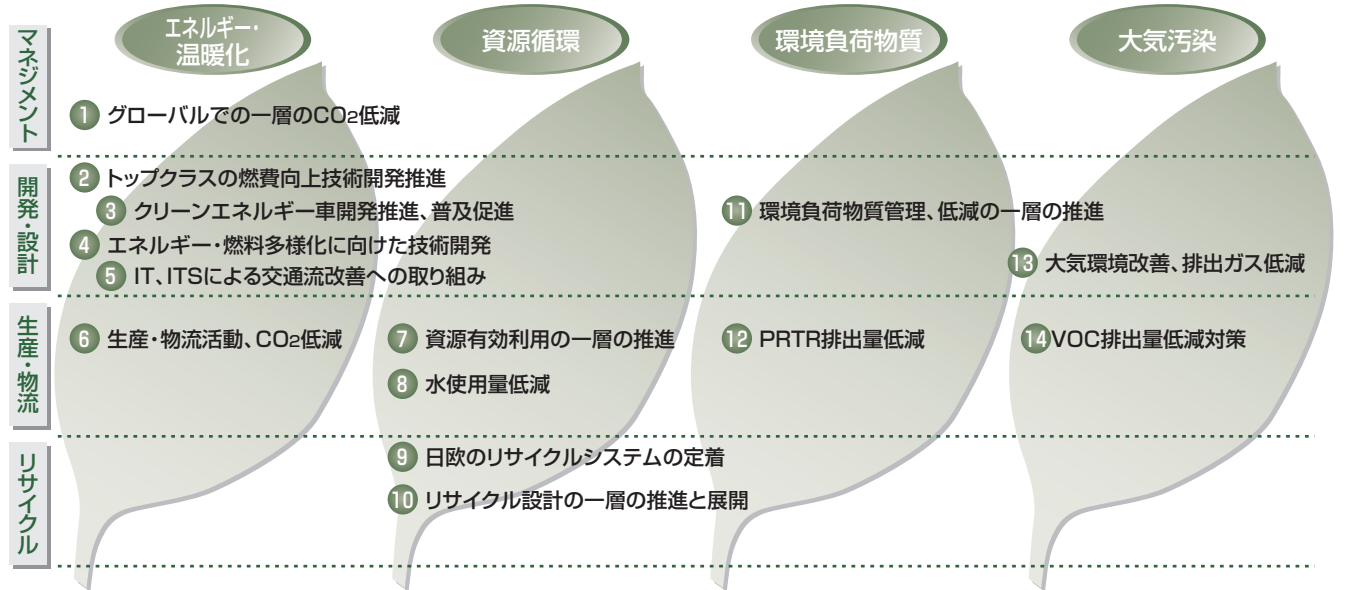 エネルギー・
温暖化
資源循環
環境負荷物質
大気汚染
マネジメント
① グローバルでの一層のCO2低減
開発・設計
② トップクラスの燃費向上技術開発推進
③ クリーンエネルギー車開発推進、普及促進
④ エネルギー・燃料多様化に向けた技術開発
⑤ IT、ITSによる交通流改善への取り組み
⑪ 環境負荷物質管理、低減の一層の推進
⑬ 大気環境改善、排出ガス低減
生産・物流
⑥ 生産・物流活動、CO2低減
⑦ 資源有効利用の一層の推進
⑧ 水使用量低減
⑫ PRTR排出量低減
⑭ VOC排出量低減対策
リサイクル
⑨ 日欧のリサイクルシステムの定着
⑩ リサイクル設計の一層の推進と展開